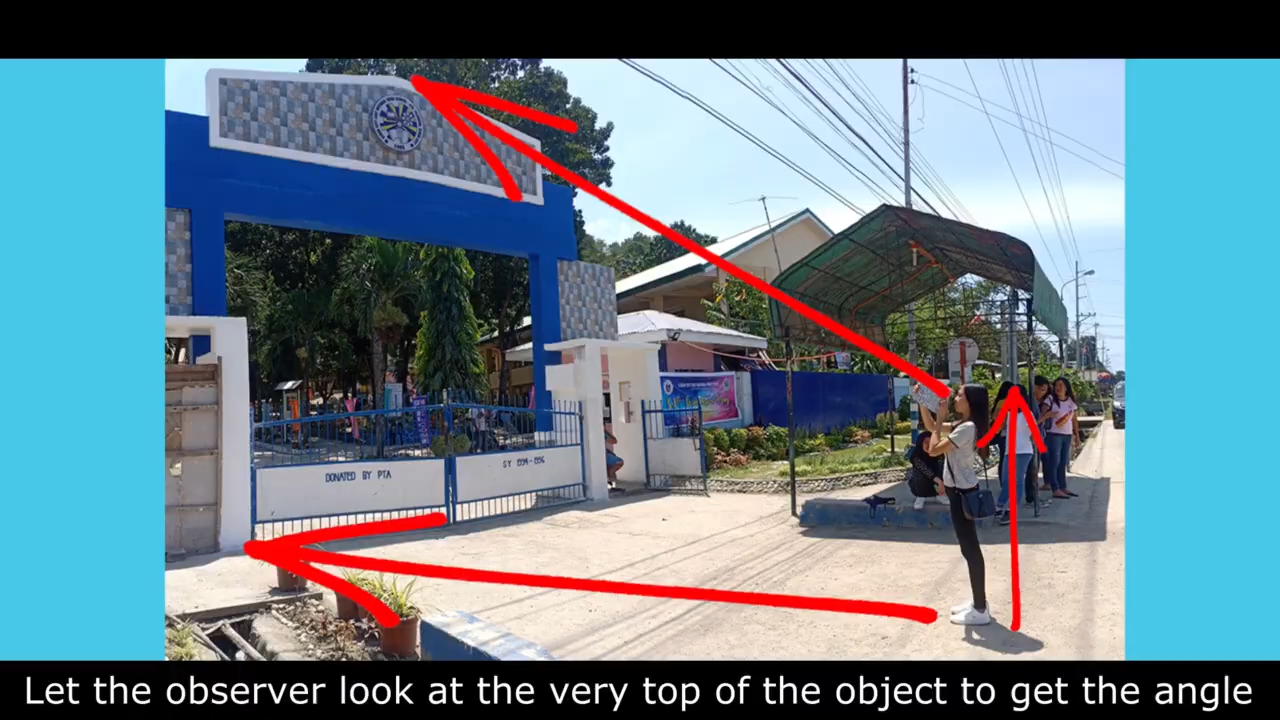 DONATED BY PTA
SY 1994-1996
Let the observer look at the very top of the object to get the angle